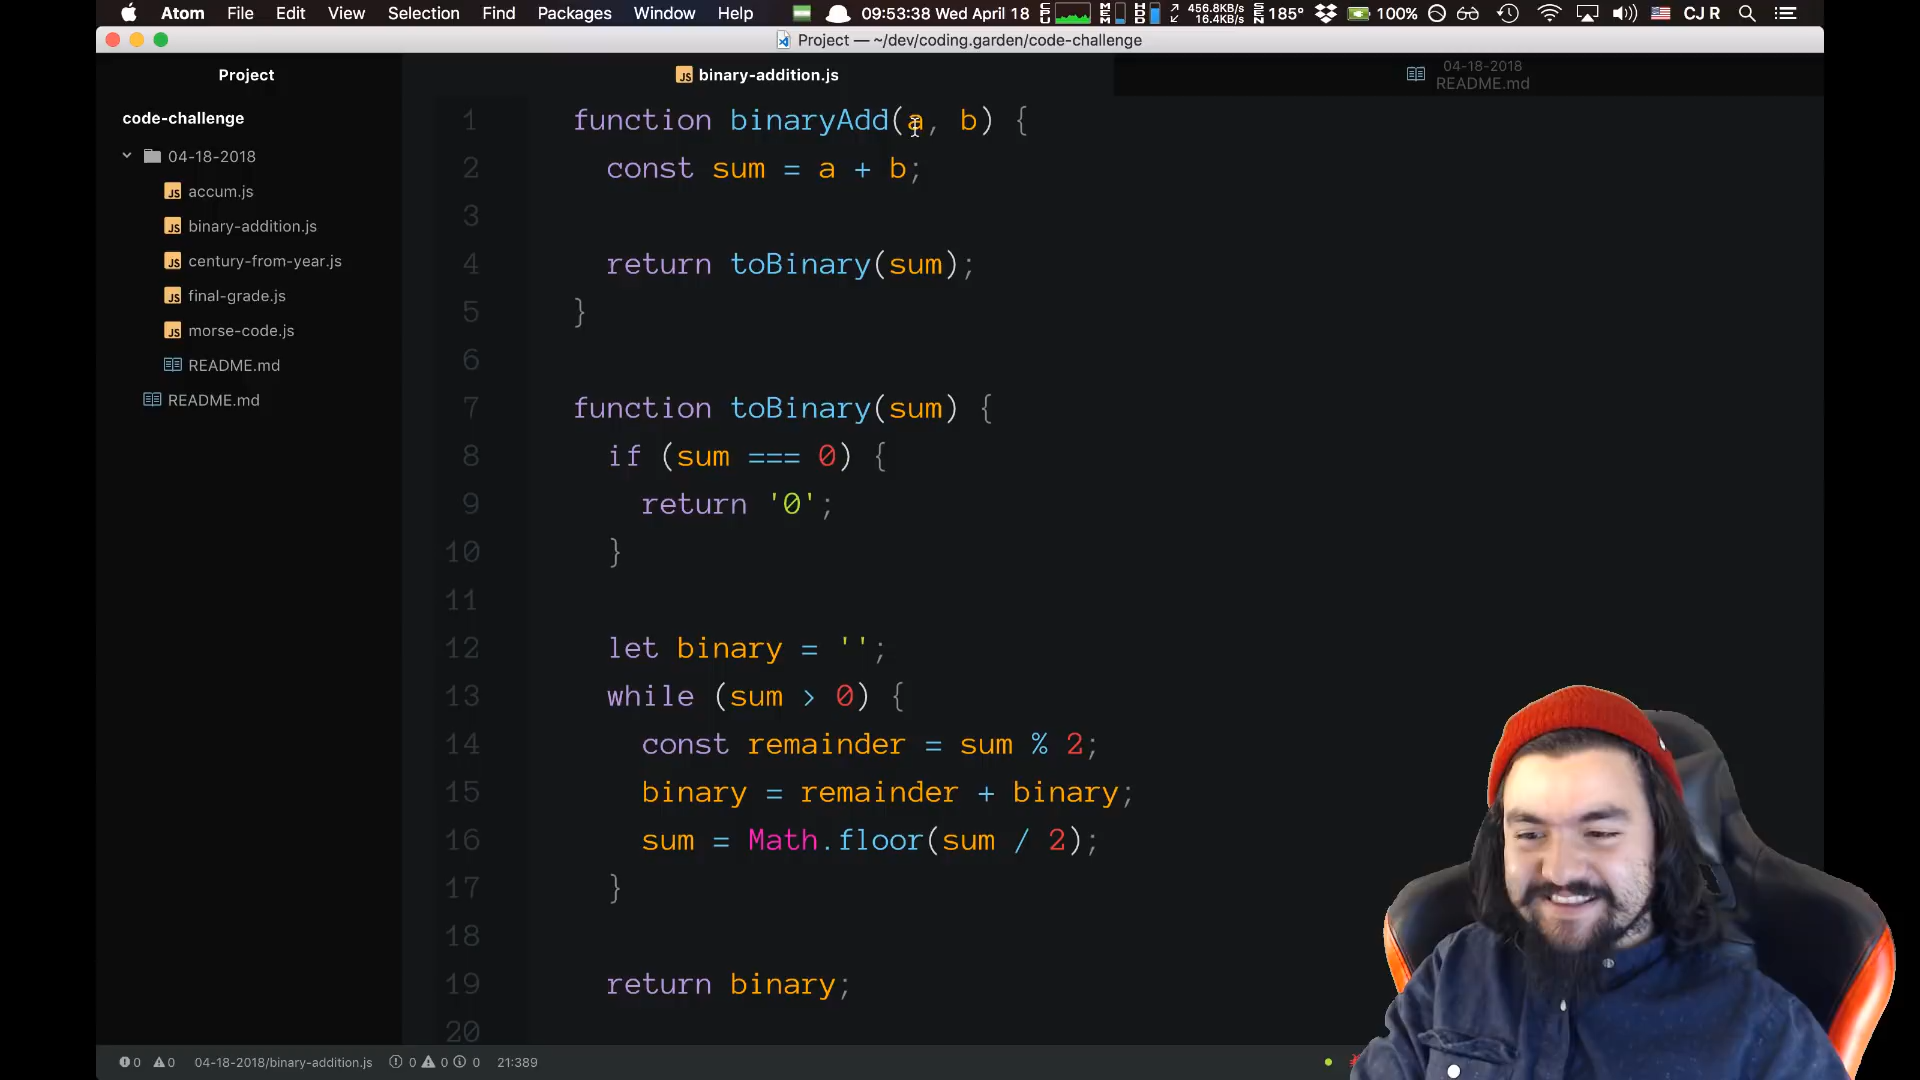 Atom File Edit View Selection Find Packages Window Help 09:53:38 Wed April 18 CPU MEM HDD 456.8KB/s 16.4KB/s SEN 185° 100% CJ R
Project — ~/dev/coding.garden/code-challenge
Project
binary-addition.js
04-18-2018
README.md
code-challenge
04-18-2018
accum.js
binary-addition.js
century-from-year.js
final-grade.js
morse-code.js
README.md
README.md
1 function binaryAdd(a, b) {
2 const sum = a + b;
3
4 return toBinary(sum);
5 }
6
7 function toBinary(sum) {
8 if (sum === 0) {
9 return '0';
10 }
11
12 let binary = '';
13 while (sum > 0) {
14 const remainder = sum % 2;
15 binary = remainder + binary;
16 sum = Math.floor(sum / 2);
17 }
18
19 return binary;
20
0 0 04-18-2018/binary-addition.js 0 0 0 21:389